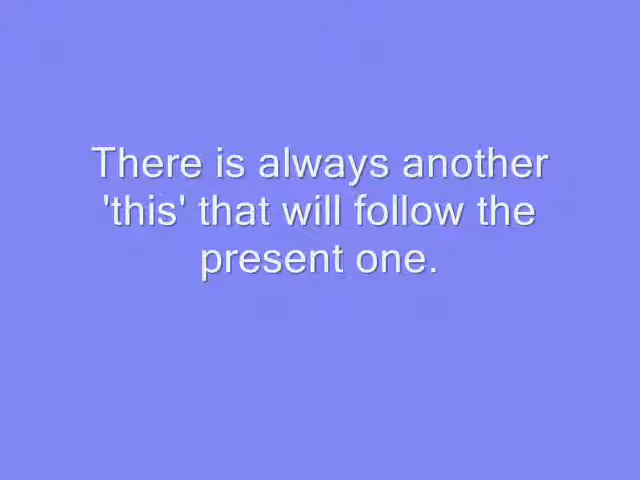 There is always another
'this' that will follow the
present one.